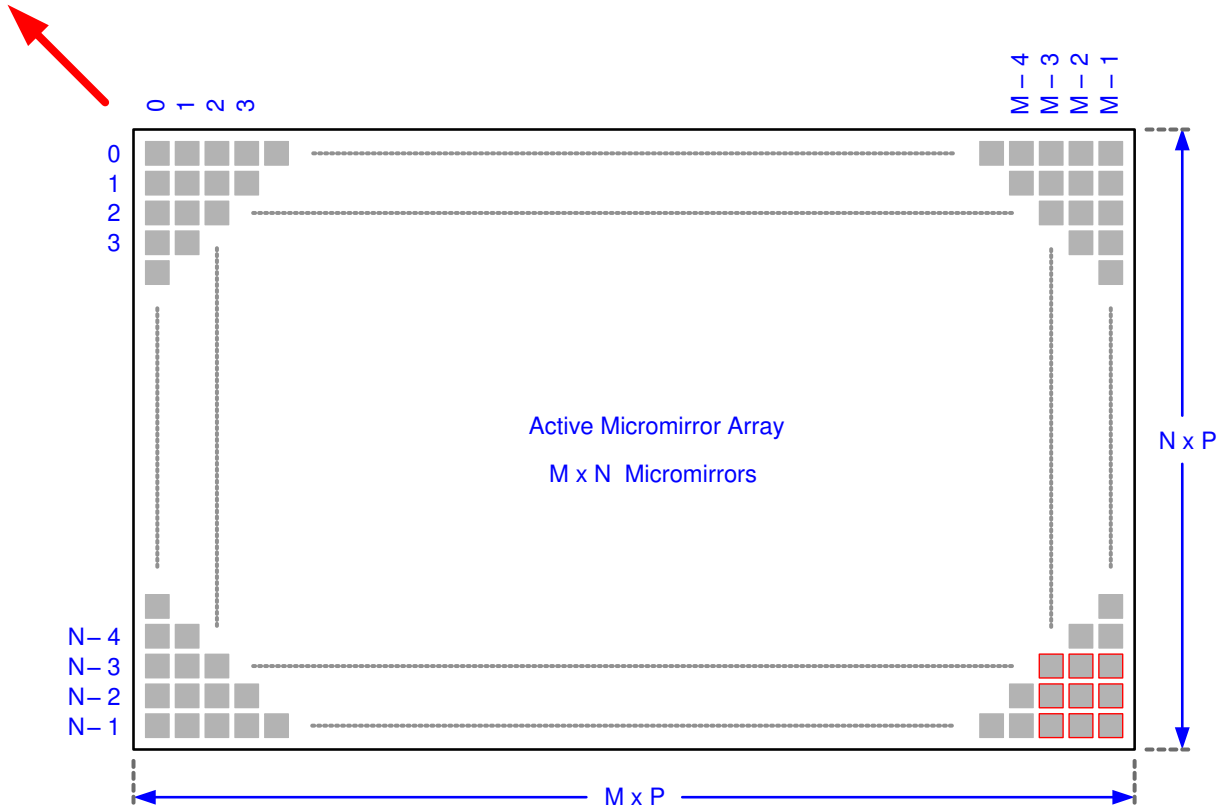 0
1
2
3
M – 4
M – 3
M – 2
M – 1
0
1
2
3
Active Micromirror Array
M x N Micromirrors
N x P
N – 4
N – 3
N – 2
N – 1
M x P